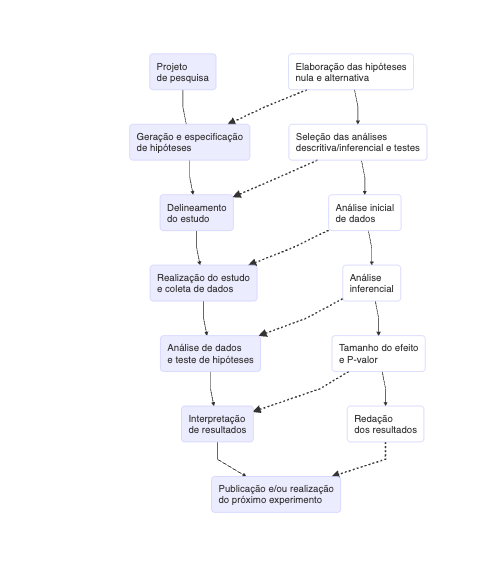 Projeto
de pesquisa
Elaboração das hipóteses
nula e alternativa
Geração e especificação
de hipóteses
Seleção das análises
descritiva/inferencial e testes
Delineamento
do estudo
Análise inicial
de dados
Realização do estudo
e coleta de dados
Análise
inferencial
Análise de dados
e teste de hipóteses
Tamanho do efeito
e P-valor
Interpretação
de resultados
Redação
dos resultados
Publicação e/ou realização
do próximo experimento